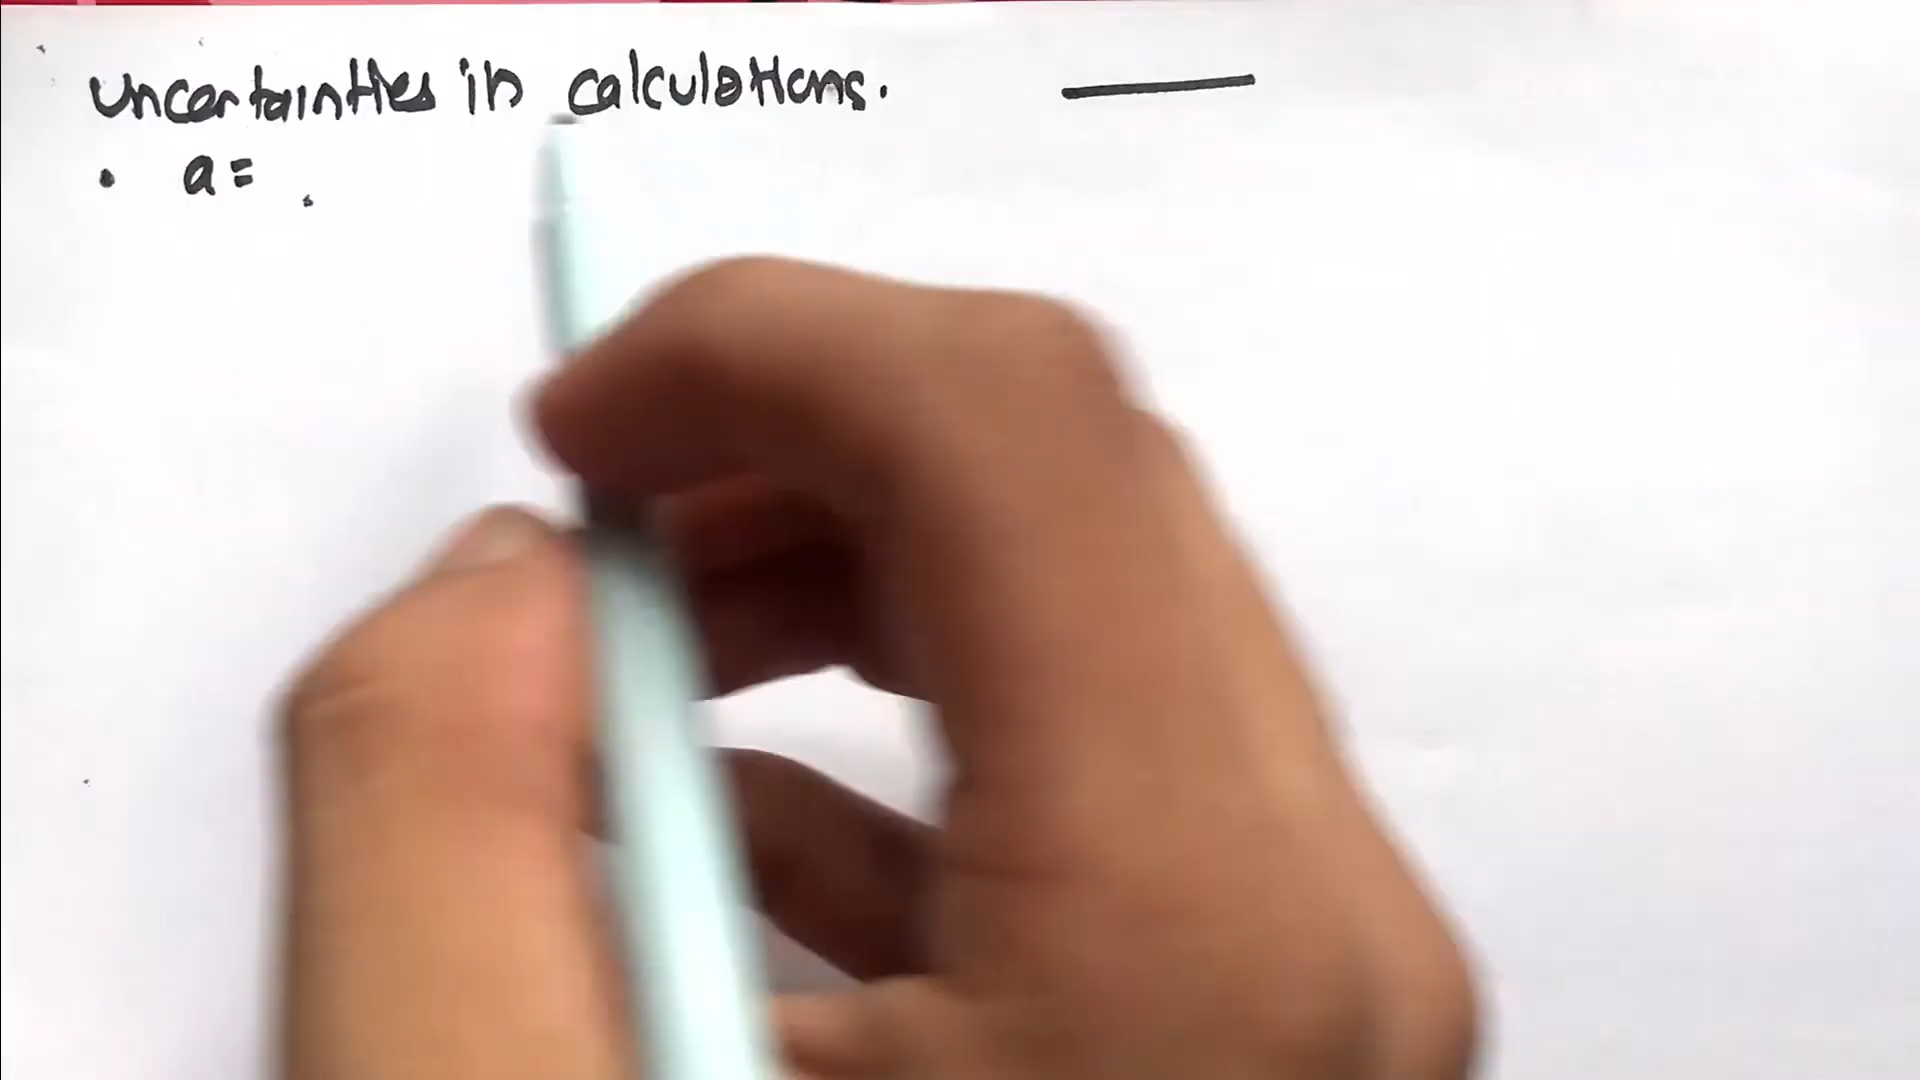 Uncertainties in calculations.
• a =